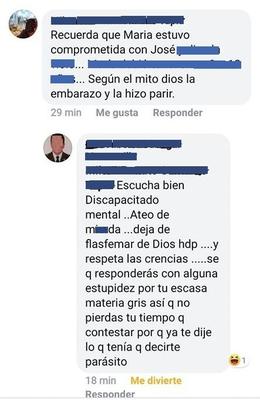 Recuerda que Maria estuvo
comprometida con José
... 
... Según el mito dios la
embarazo y la hizo parir.
29 min Me gusta Responder
Escucha bien
Discapacitado
mental ..Ateo de
m da ...deja de
flasfemar de Dios hdp ....y
respeta las crencias .....se
q responderás con alguna
estupidez por tu escasa
materia gris así q no
pierdas tu tiempo q
contestar por q ya te dije
lo q tenía q decirte
parásito
1
18 min Me divierte
Responder